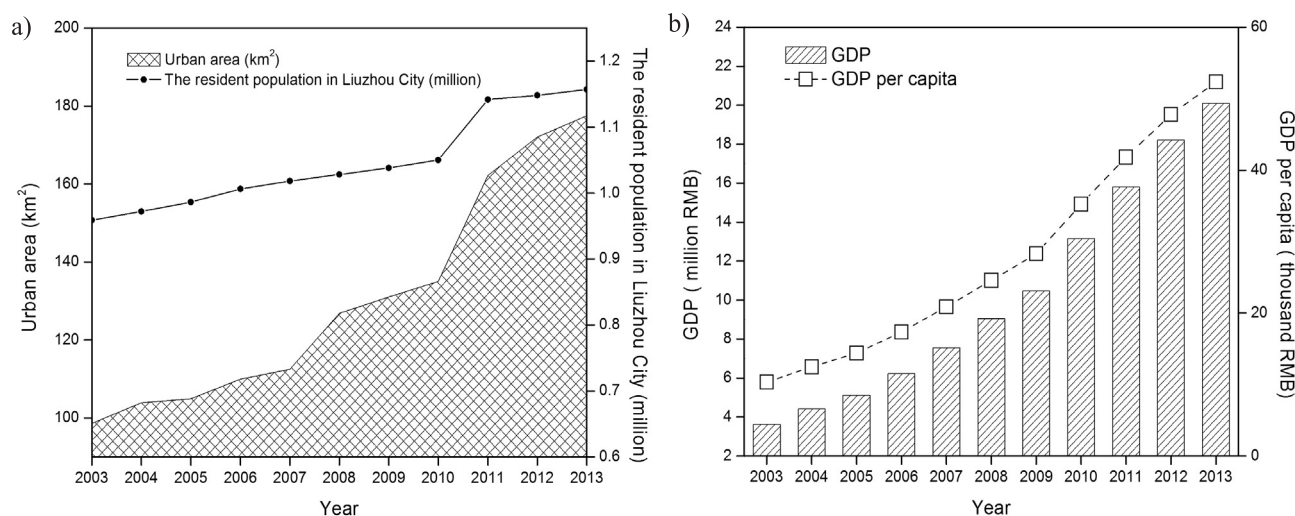 a)
200
180
160
140
120
100
Urban area (km²)
Urban area (km²)
The resident population in Liuzhou City (million)
1.2
1.1
1.0
0.9
0.8
0.7
0.6
The resident population in Liuzhou City (million)
2003 2004 2005 2006 2007 2008 2009 2010 2011 2012 2013
Year
b)
24
22
20
18
16
14
12
10
8
6
4
2
GDP ( million RMB)
GDP
GDP per capita
60
40
20
0
GDP per capita ( thousand RMB)
2003 2004 2005 2006 2007 2008 2009 2010 2011 2012 2013
Year